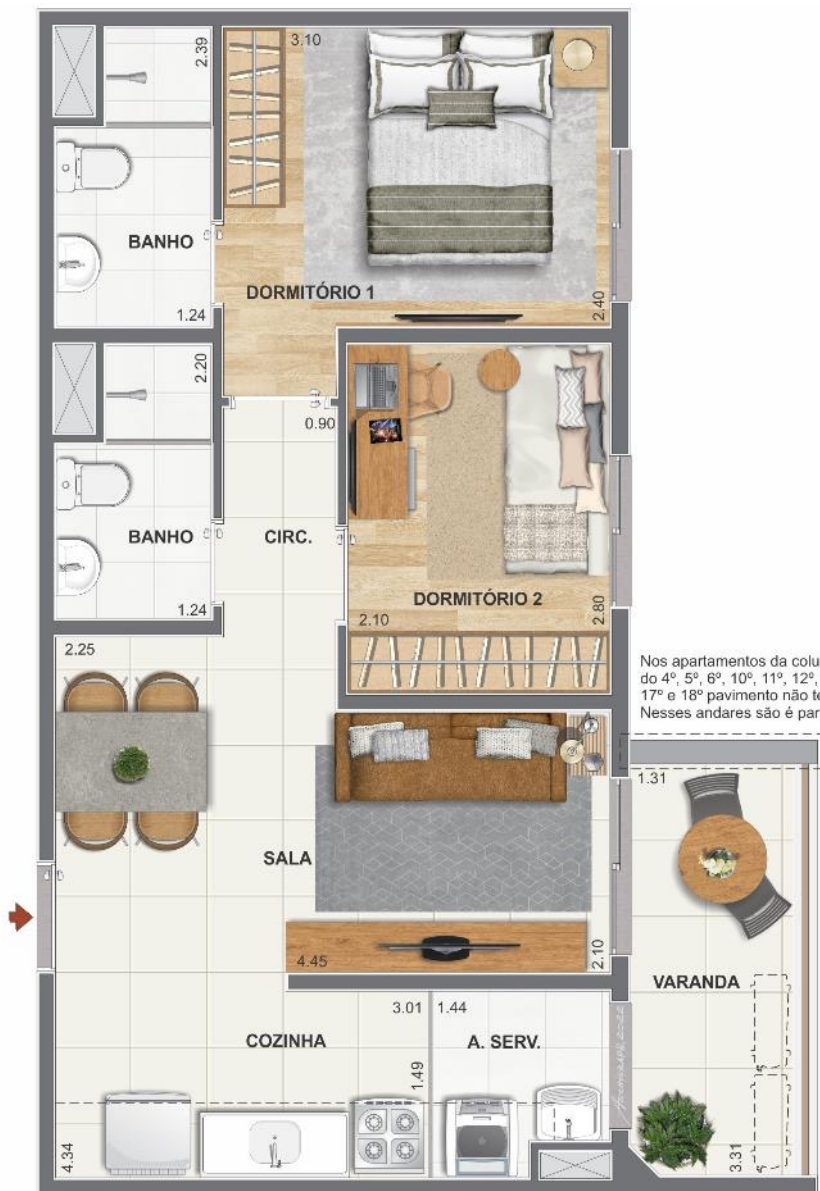 3.10
2.39
BANHO
DORMITÓRIO 1
1.24
2.40
2.20
0.90
BANHO
CIRC.
1.24
DORMITÓRIO 2
2.10
2.80
2.25
Nos apartamentos da colu
do 4º, 5º, 6º, 10º, 11º, 12º,
17º e 18º pavimento não te
Nesses andares são é par
1.31
SALA
4.45
2.10
VARANDA
3.01
1.44
COZINHA
A. SERV.
1.49
4.34
3.31